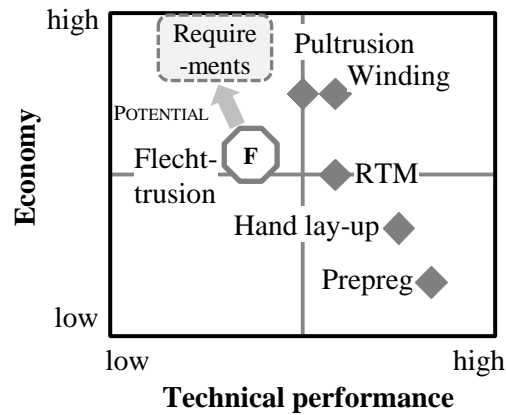 high
Require
-ments
Pultrusion
Winding
POTENTIAL
F
Flecht-
trusion
RTM
Hand lay-up
Prepreg
Economy
low
low
high
Technical performance